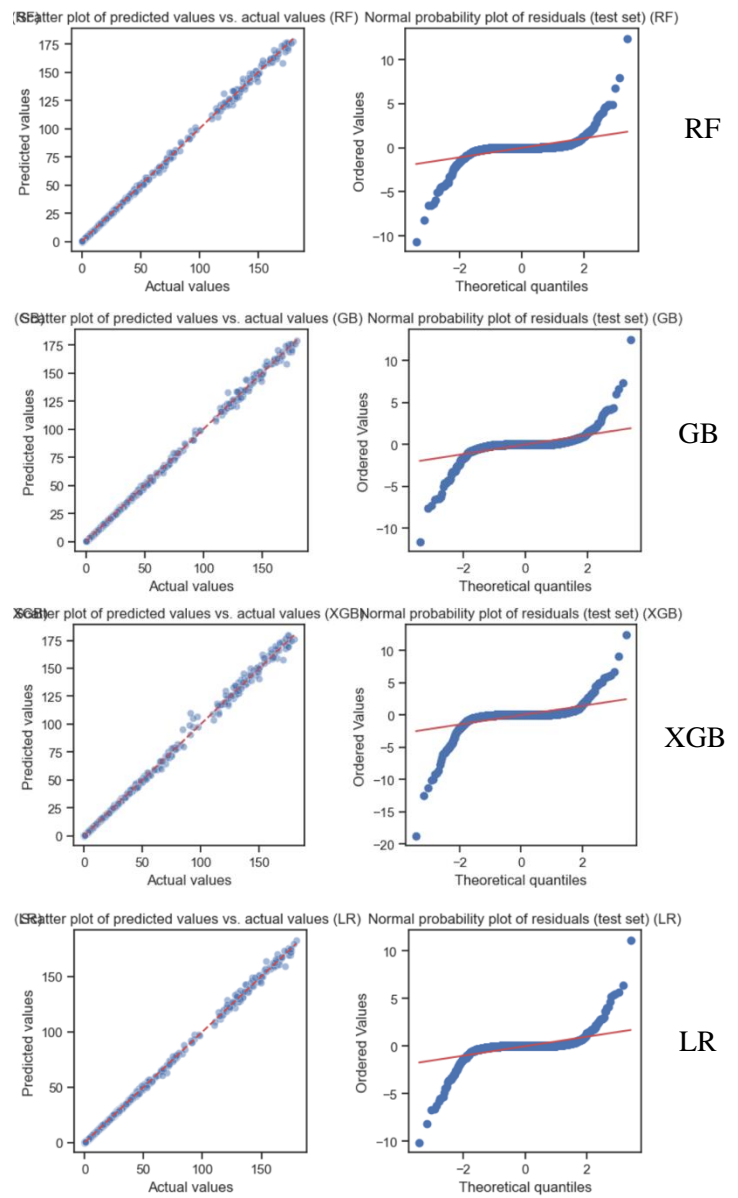 (RF)Scatter plot of predicted values vs. actual values (RF) Normal probability plot of residuals (test set) (RF)
175
150
125
100
75
50
25
0
Predicted values
0 50 100 150
Actual values
10
5
0
−5
−10
Ordered Values
−2 0 2
Theoretical quantiles
RF
(GB)Scatter plot of predicted values vs. actual values (GB) Normal probability plot of residuals (test set) (GB)
175
150
125
100
75
50
25
0
Predicted values
0 50 100 150
Actual values
10
5
0
−5
−10
Ordered Values
−2 0 2
Theoretical quantiles
GB
(XGB)Scatter plot of predicted values vs. actual values (XGB) Normal probability plot of residuals (test set) (XGB)
175
150
125
100
75
50
25
0
Predicted values
0 50 100 150
Actual values
10
5
0
−5
−10
−15
−20
Ordered Values
−2 0 2
Theoretical quantiles
XGB
(LR)Scatter plot of predicted values vs. actual values (LR) Normal probability plot of residuals (test set) (LR)
150
100
50
0
Predicted values
0 50 100 150
Actual values
10
5
0
−5
−10
Ordered Values
−2 0 2
Theoretical quantiles
LR